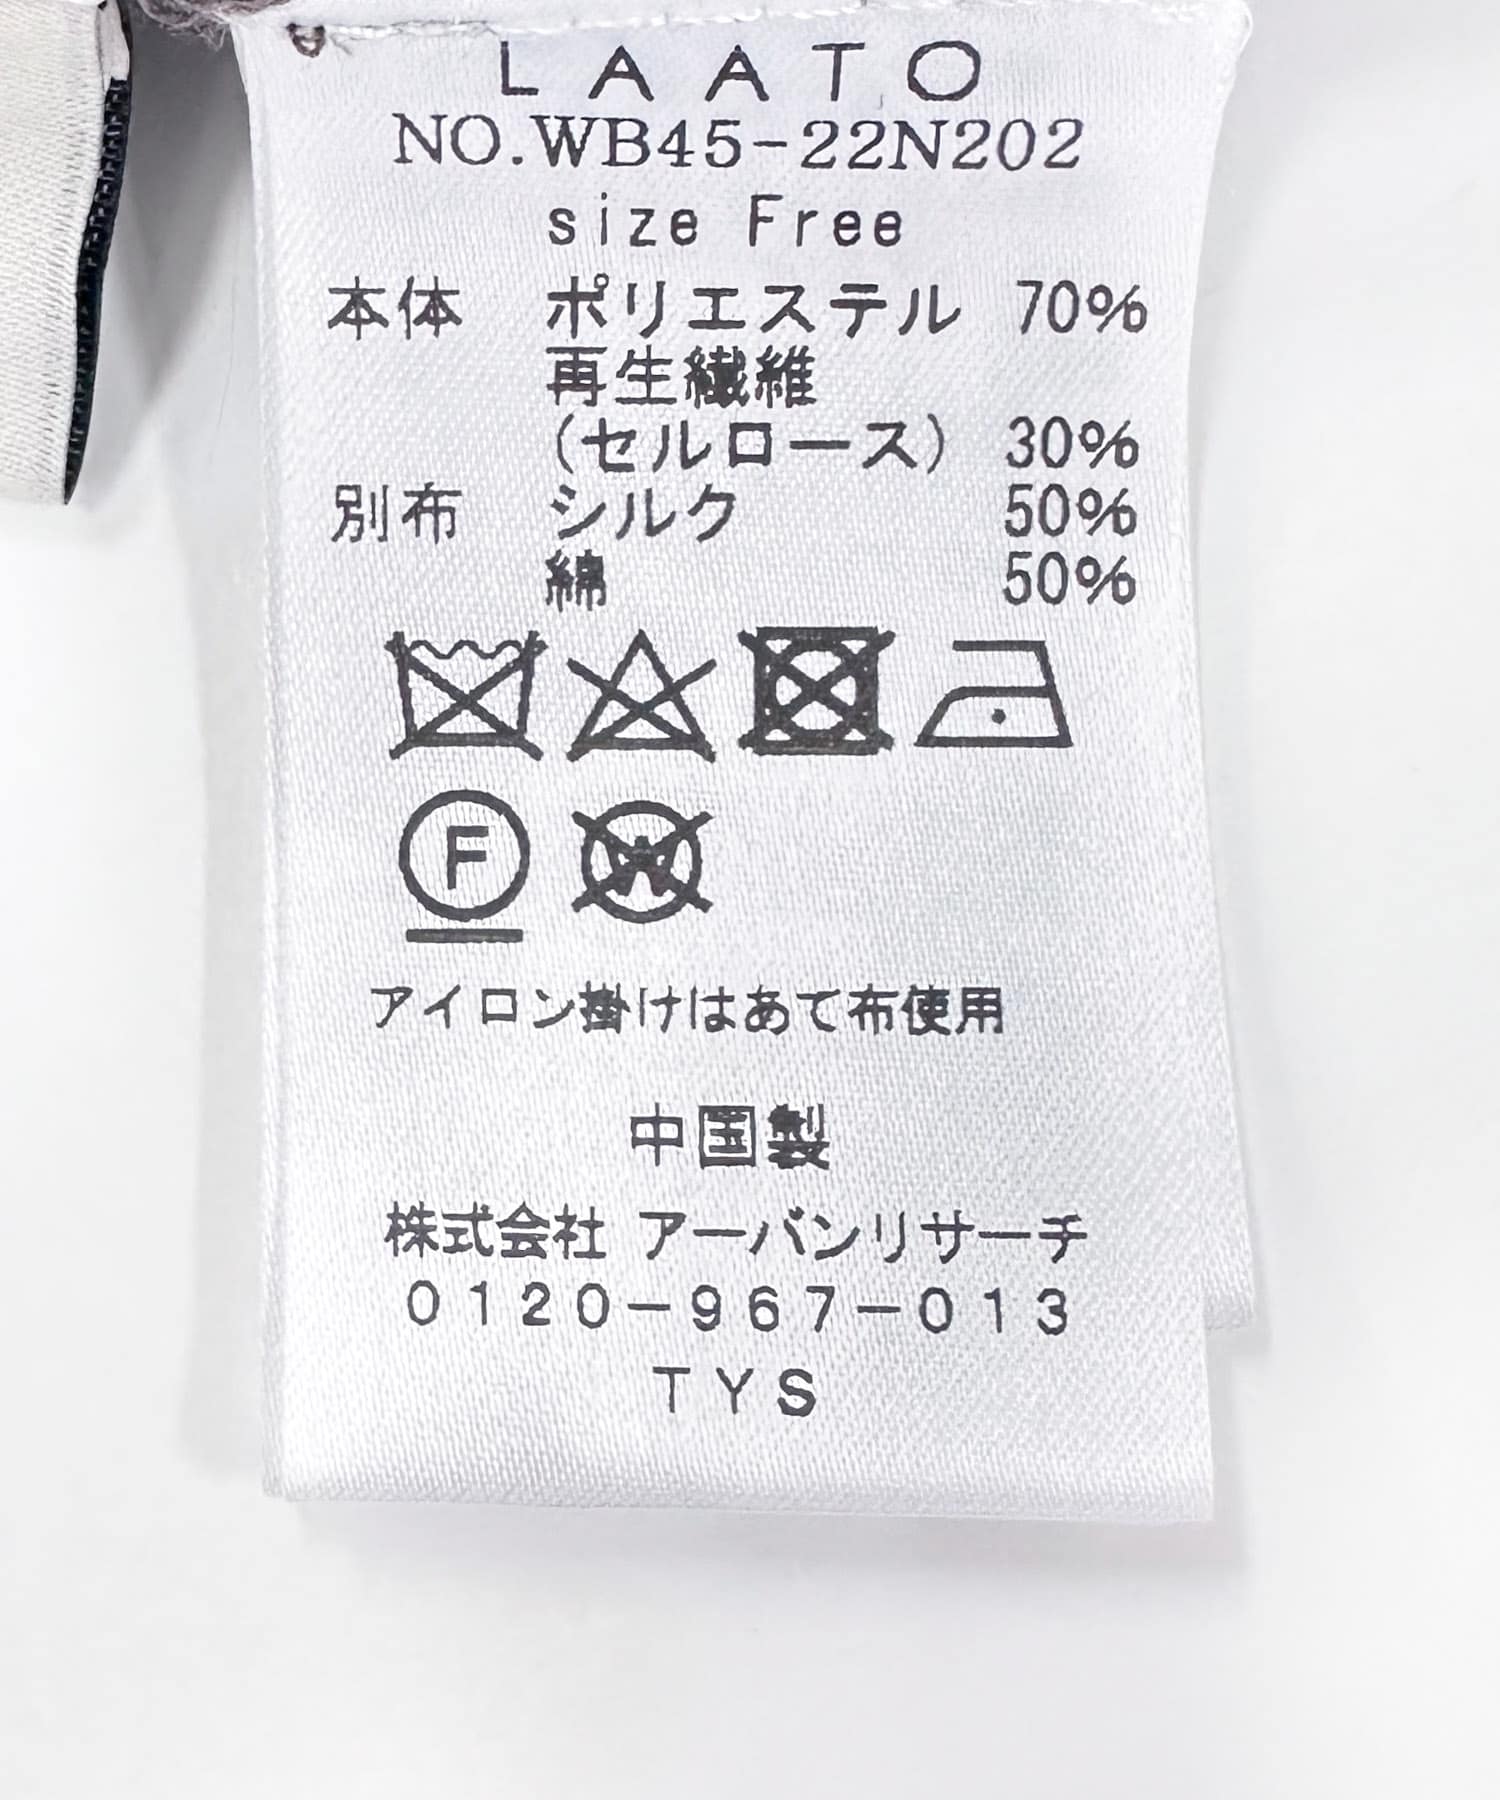 LAATO
NO.WB45-22N202
size Free
本体 ポリエステル 70%
再生繊維
(セルロース) 30%
別布 シルク 50%
綿 50%
F
W
アイロン掛けはあて布使用
中国製
株式会社 アーバンリサーチ
0120-967-013
TYS